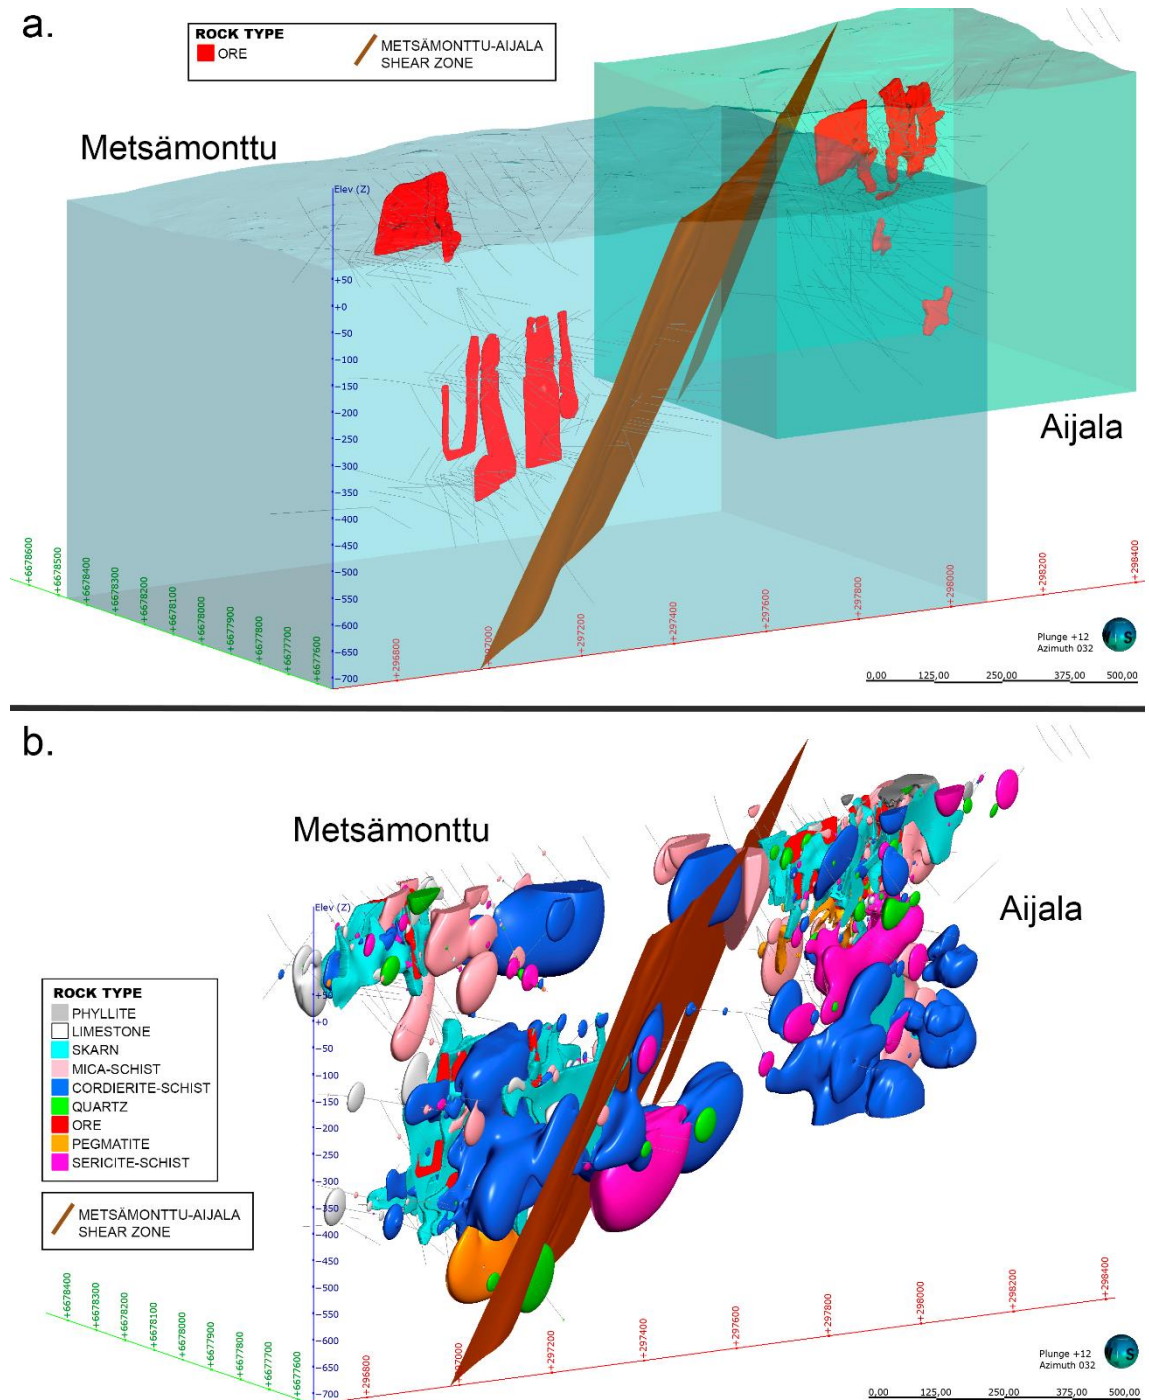 a.
ROCK TYPE
ORE
METSÄMONTTU-AIJALA
SHEAR ZONE
Metsämonttu
Aijala
Elev (Z)
+50
+0
−50
−100
−150
−200
−250
−300
−350
−400
−450
−500
−550
−600
−650
−700
+6678600
+6678500
+6678400
+6678300
+6678200
+6678100
+6678000
+6677900
+6677800
+6677700
+6677600
+296800
+297000
+297200
+297400
+297600
+297800
+298000
+298200
+298400
Plunge +12
Azimuth 032
S
0,00 125,00 250,00 375,00 500,00
b.
Metsämonttu
Aijala
Elev (Z)
+50
+0
−50
−100
−150
−200
−250
−300
−350
−400
−450
−500
−550
−600
−650
−700
ROCK TYPE
PHYLLITE
LIMESTONE
SKARN
MICA-SCHIST
CORDIERITE-SCHIST
QUARTZ
ORE
PEGMATITE
SERICITE-SCHIST
METSÄMONTTU-AIJALA
SHEAR ZONE
+6678400
+6678300
+6678200
+6678100
+6678000
+6677900
+6677800
+6677700
+6677600
+296800
+297000
+297200
+297400
+297600
+297800
+298000
+298200
+298400
Plunge +12
Azimuth 032
S
0,00 125,00 250,00 375,00 500,00